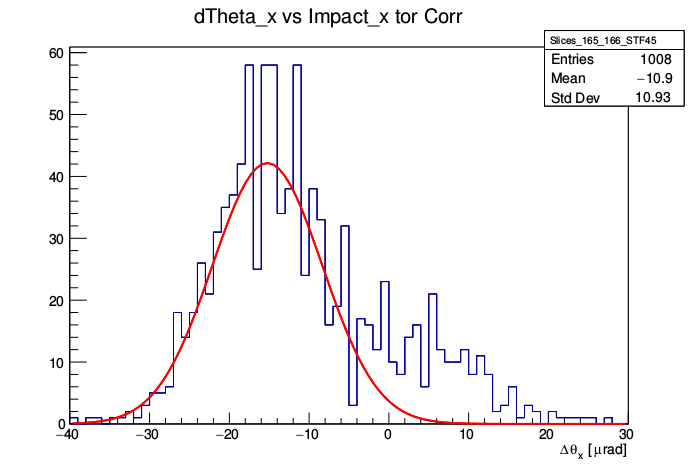 dTheta_x vs Impact_x tor Corr
Slices_165_166_STF45
Entries 1008
Mean −10.9
Std Dev 10.93
60
50
40
30
20
10
0
−40 −30 −20 −10 0 10 20 30
Δθx [μrad]